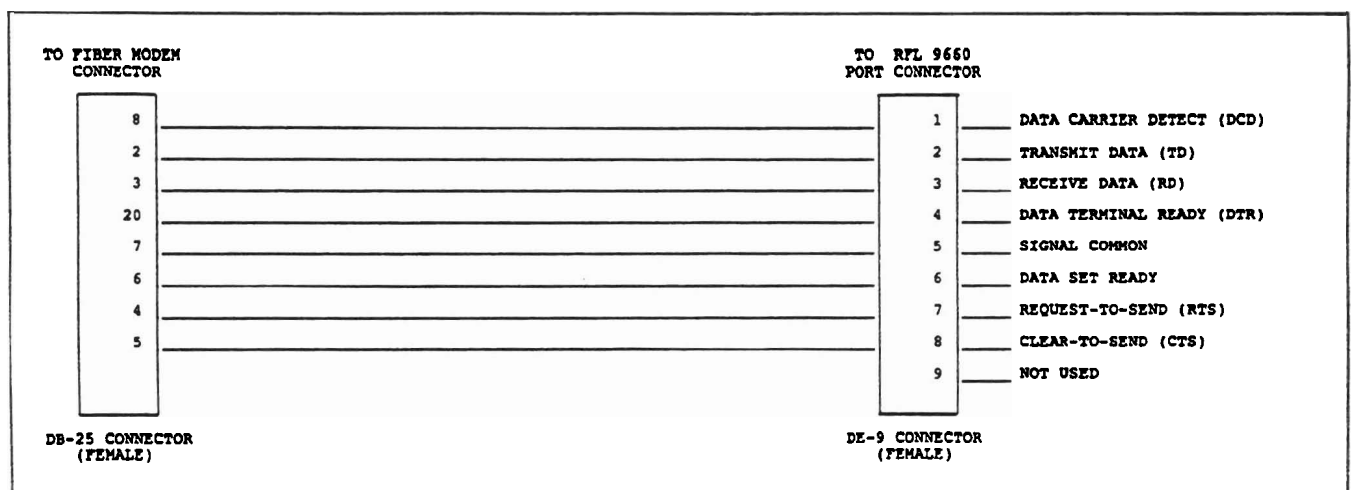 TO FIBER MODEM
CONNECTOR
TO RFL 9660
PORT CONNECTOR
8 1 DATA CARRIER DETECT (DCD)
2 2 TRANSMIT DATA (TD)
3 3 RECEIVE DATA (RD)
20 4 DATA TERMINAL READY (DTR)
7 5 SIGNAL COMMON
6 6 DATA SET READY
4 7 REQUEST-TO-SEND (RTS)
5 8 CLEAR-TO-SEND (CTS)
9 NOT USED
DB-25 CONNECTOR
(FEMALE)
DE-9 CONNECTOR
(FEMALE)